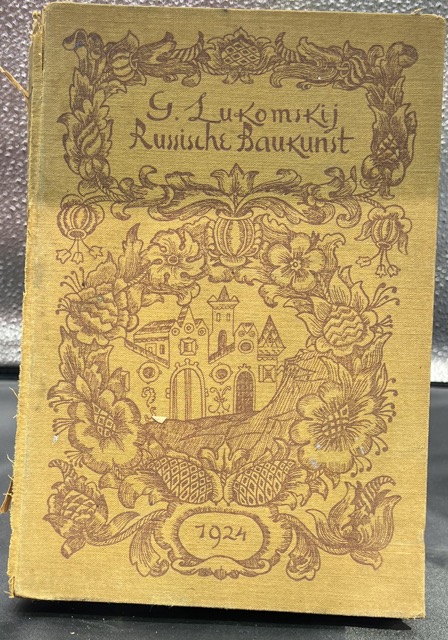 G. Lukomskij
Russische Baukunst
1924